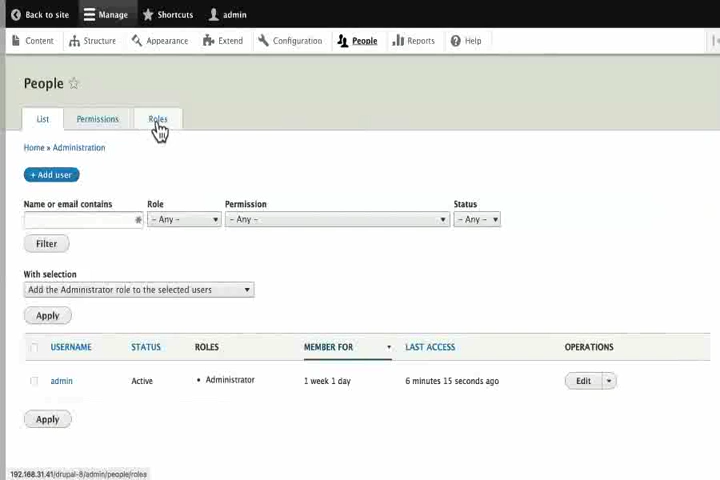 Back to site Manage Shortcuts admin
Content Structure Appearance Extend Configuration People Reports Help
People
List Permissions Roles
Home » Administration
+ Add user
Name or email contains Role Permission Status
- Any - - Any - - Any -
Filter
With selection
Add the Administrator role to the selected users
Apply
USERNAME STATUS ROLES MEMBER FOR LAST ACCESS OPERATIONS
admin Active • Administrator 1 week 1 day 6 minutes 15 seconds ago Edit
Apply
192.168.31.41/drupal-8/admin/people/roles